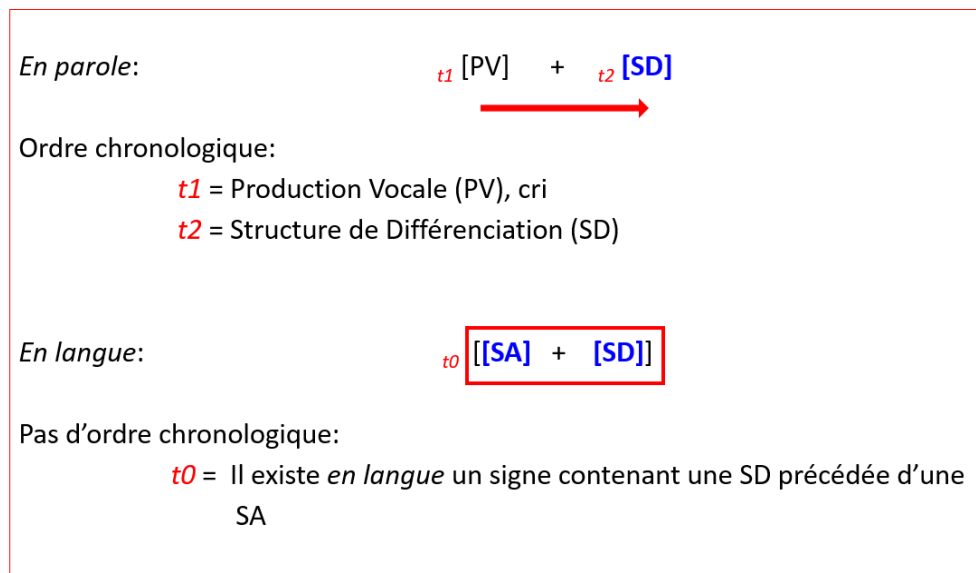 En parole: t1 [PV] + t2 [SD]
Ordre chronologique:
t1 = Production Vocale (PV), cri
t2 = Structure de Différenciation (SD)
En langue: t0 [[SA] + [SD]]
Pas d’ordre chronologique:
t0 = Il existe en langue un signe contenant une SD précédée d’une
SA